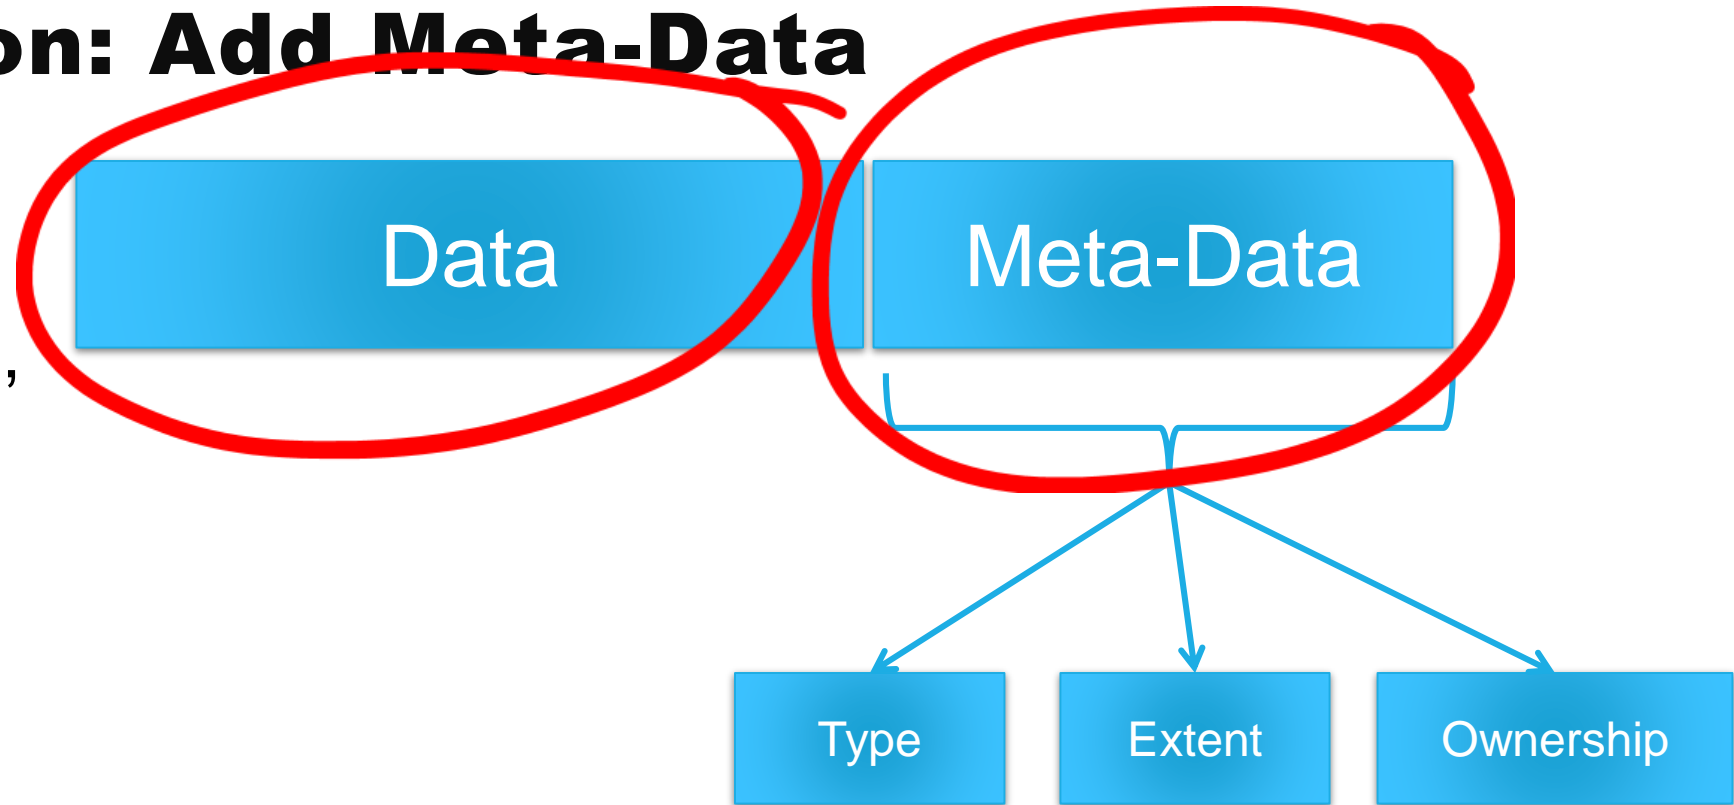 on: Add Meta-Data
Data
Meta-Data
,
Type
Extent
Ownership